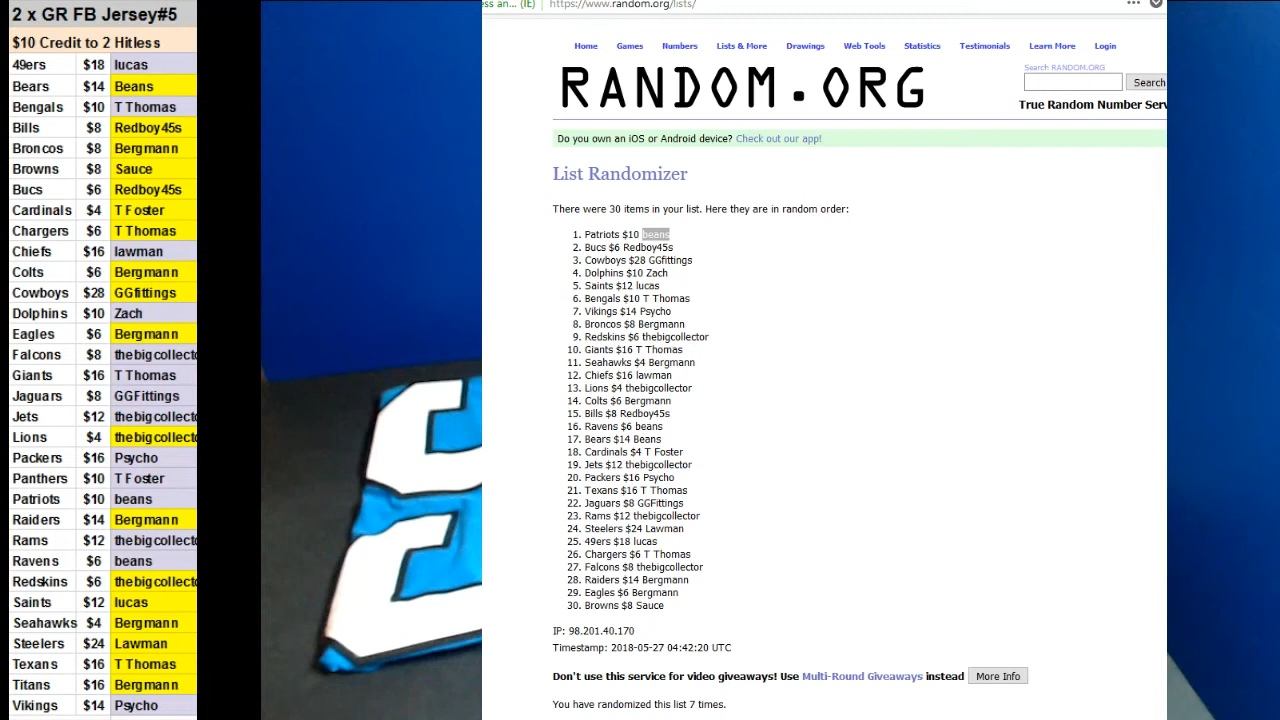 2 x GR FB Jersey#5
$10 Credit to 2 Hitless
49ers $18 lucas
Bears $14 Beans
Bengals $10 T Thomas
Bills $8 Redboy45s
Broncos $8 Bergmann
Browns $8 Sauce
Bucs $6 Redboy45s
Cardinals $4 T Foster
Chargers $6 T Thomas
Chiefs $16 lawman
Colts $6 Bergmann
Cowboys $28 GGfittings
Dolphins $10 Zach
Eagles $6 Bergmann
Falcons $8 thebigcollecto
Giants $16 T Thomas
Jaguars $8 GGFittings
Jets $12 thebigcollecto
Lions $4 thebigcollecto
Packers $16 Psycho
Panthers $10 T Foster
Patriots $10 beans
Raiders $14 Bergmann
Rams $12 thebigcollecto
Ravens $6 beans
Redskins $6 thebigcollecto
Saints $12 lucas
Seahawks $4 Bergmann
Steelers $24 Lawman
Texans $16 T Thomas
Titans $16 Bergmann
Vikings $14 Psycho
ess an... (IE) https://www.random.org/lists/
Home Games Numbers Lists & More Drawings Web Tools Statistics Testimonials Learn More Login
RANDOM.ORG
Search RANDOM.ORG
Search
True Random Number Serv
Do you own an iOS or Android device? Check out our app!
List Randomizer
There were 30 items in your list. Here they are in random order:
1. Patriots $10 beans
2. Bucs $6 Redboy45s
3. Cowboys $28 GGfittings
4. Dolphins $10 Zach
5. Saints $12 lucas
6. Bengals $10 T Thomas
7. Vikings $14 Psycho
8. Broncos $8 Bergmann
9. Redskins $6 thebigcollector
10. Giants $16 T Thomas
11. Seahawks $4 Bergmann
12. Chiefs $16 lawman
13. Lions $4 thebigcollector
14. Colts $6 Bergmann
15. Bills $8 Redboy45s
16. Ravens $6 beans
17. Bears $14 Beans
18. Cardinals $4 T Foster
19. Jets $12 thebigcollector
20. Packers $16 Psycho
21. Texans $16 T Thomas
22. Jaguars $8 GGFittings
23. Rams $12 thebigcollector
24. Steelers $24 Lawman
25. 49ers $18 lucas
26. Chargers $6 T Thomas
27. Falcons $8 thebigcollector
28. Raiders $14 Bergmann
29. Eagles $6 Bergmann
30. Browns $8 Sauce
IP: 98.201.40.170
Timestamp: 2018-05-27 04:42:20 UTC
Don't use this service for video giveaways! Use Multi-Round Giveaways instead More Info
You have randomized this list 7 times.